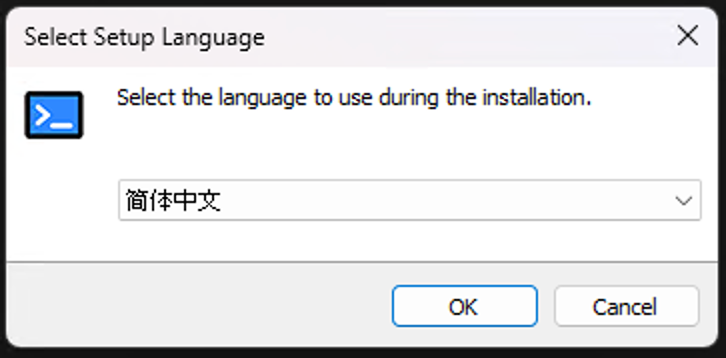 Select Setup Language
Select the language to use during the installation.
简体中文
OK
Cancel